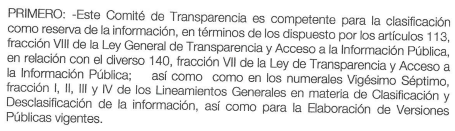 PRIMERO: -Este Comité de Transparencia es competente para la clasificación
como reserva de la información, en términos de los dispuesto por los artículos 113,
fracción VIII de la Ley General de Transparencia y Acceso a la Información Pública,
en relación con el diverso 140, fracción VII de la Ley de Transparencia y Acceso a
la Información Pública; así como como en los numerales Vigésimo Séptimo,
fracción I, II, III y IV de los Lineamientos Generales en materia de Clasificación y
Desclasificación de la información, así como para la Elaboración de Versiones
Públicas vigentes.